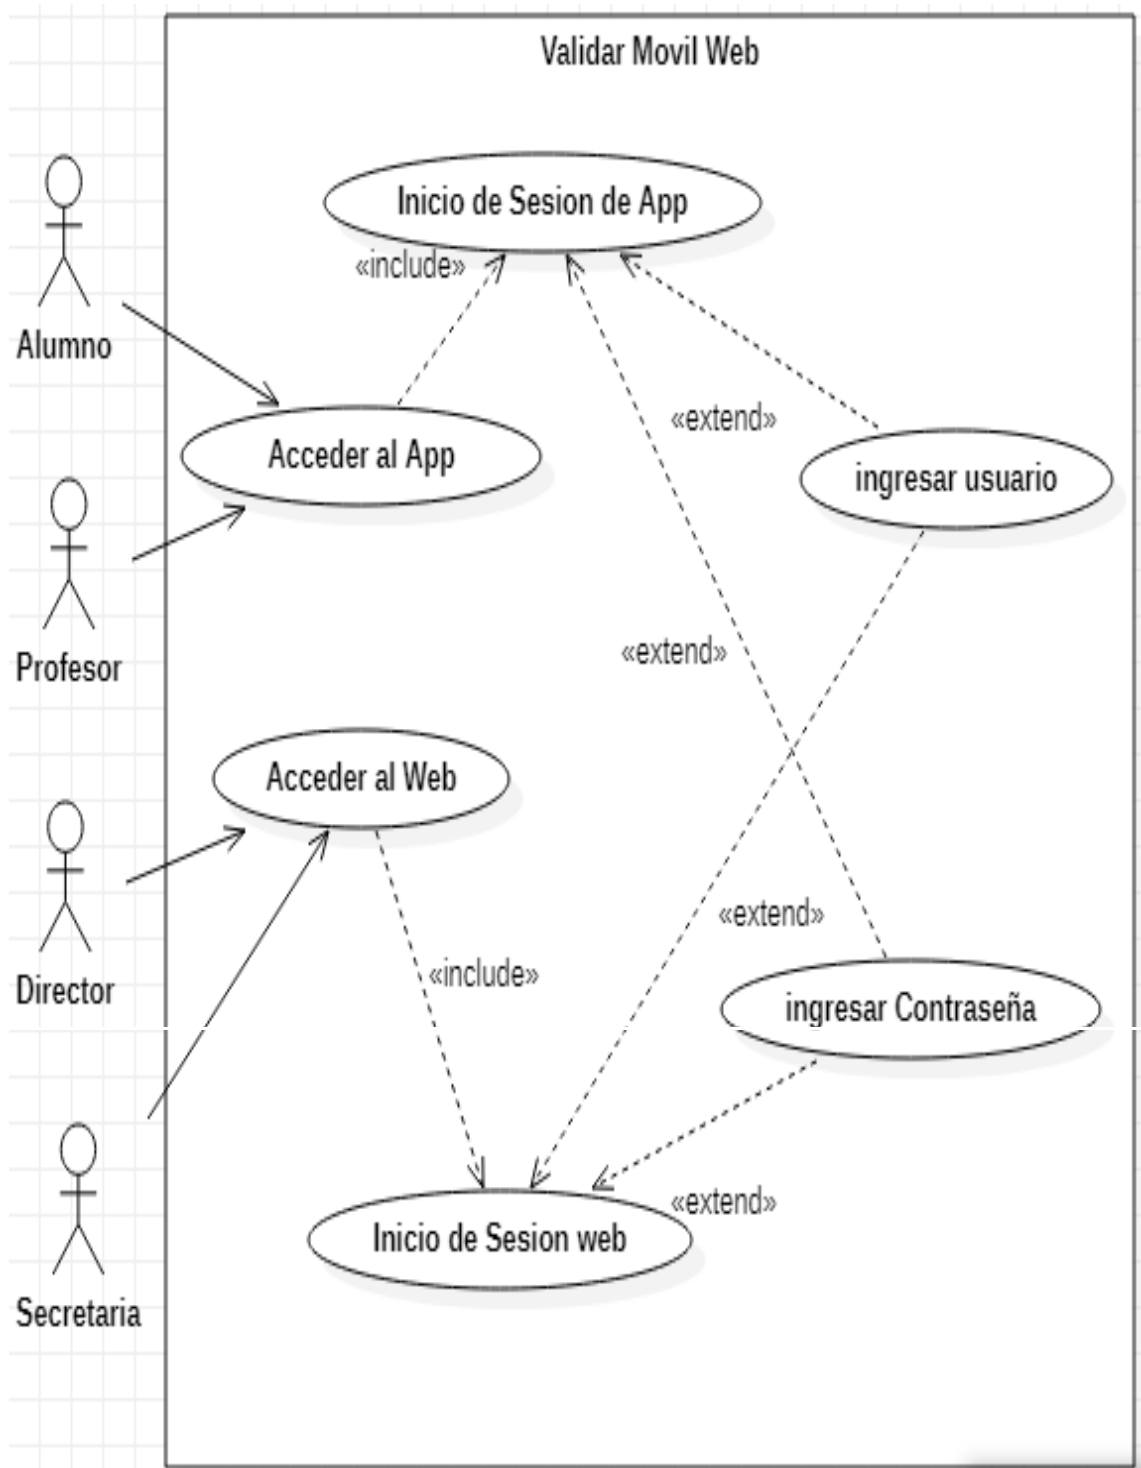 Validar Movil Web
Inicio de Sesion de App
«include»
Alumno
«extend»
Acceder al App
ingresar usuario
«extend»
Profesor
Acceder al Web
«extend»
«include»
Director
ingresar Contraseña
«extend»
Inicio de Sesion web
Secretaria